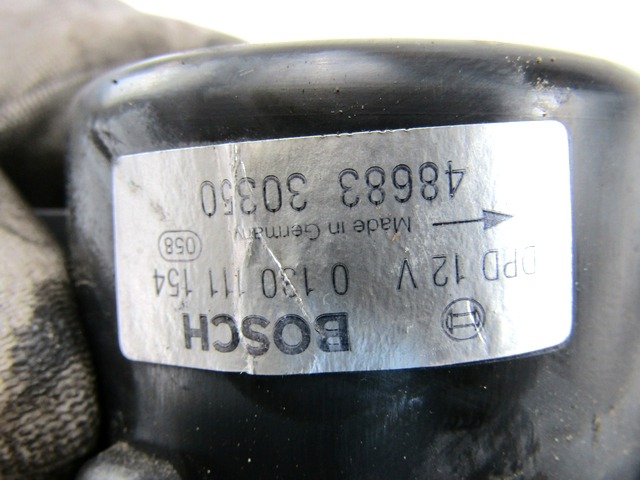 BOSCH
DPD 12 V 0 130 111 154
Made in Germany 058
48683 30350